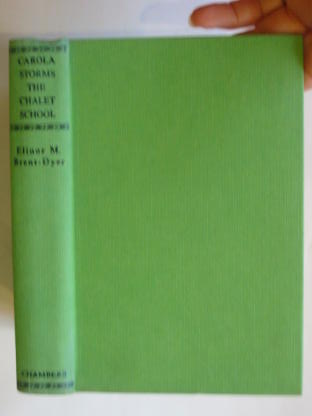 CAROLA
STORMS
THE
CHALET
SCHOOL
Elinor M.
Brent-Dyer
CHAMBERS